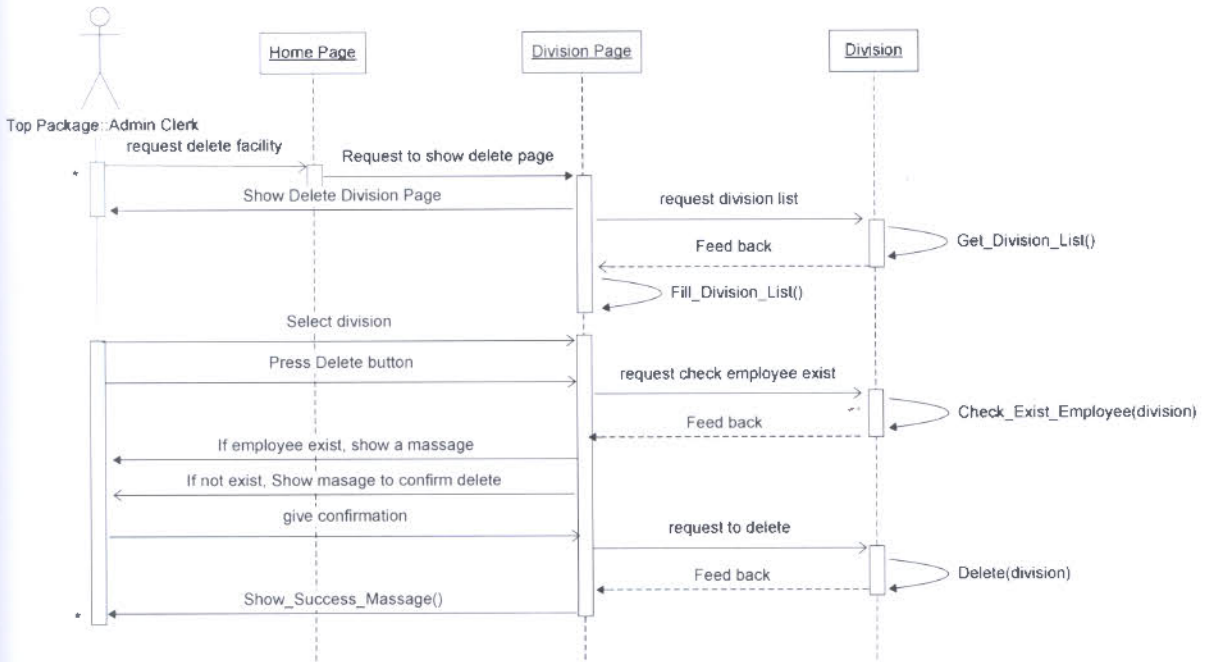 Home Page
Division Page
Division
Top Package::Admin Clerk
request delete facility
Request to show delete page
*
Show Delete Division Page
request division list
Get_Division_List()
Feed back
Fill_Division_List()
Select division
Press Delete button
request check employee exist
Check_Exist_Employee(division)
Feed back
If employee exist, show a massage
If not exist, Show masage to confirm delete
give confirmation
request to delete
Delete(division)
Feed back
Show_Success_Massage()
*